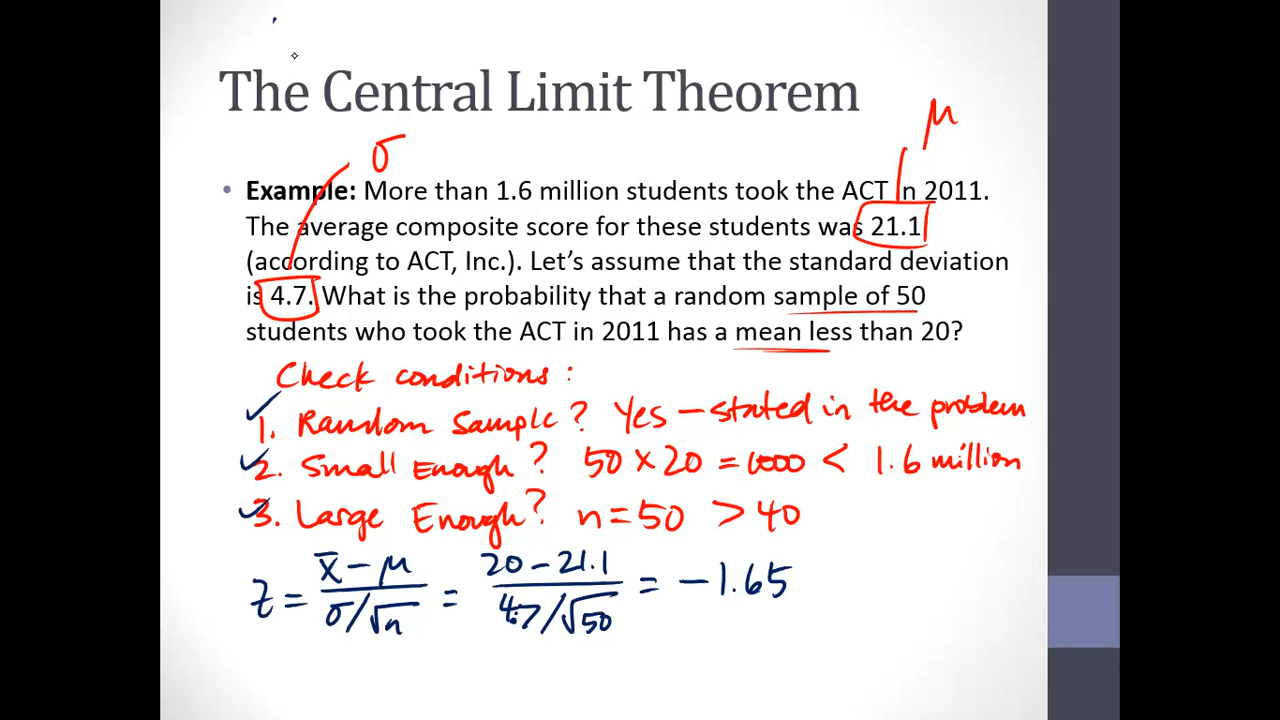 The Central Limit Theorem
σ
μ
• Example: More than 1.6 million students took the ACT in 2011.
The average composite score for these students was 21.1
(according to ACT, Inc.). Let’s assume that the standard deviation
is 4.7. What is the probability that a random sample of 50
students who took the ACT in 2011 has a mean less than 20?
Check conditions:
✓ 1. Random Sample? Yes – stated in the problem
✓ 2. Small Enough? 50 × 20 = 1000 < 1.6 million
✓ 3. Large Enough? n = 50 > 40
z = (x̄ – μ)/(σ/√n) = (20 – 21.1)/(4.7/√50) = –1.65